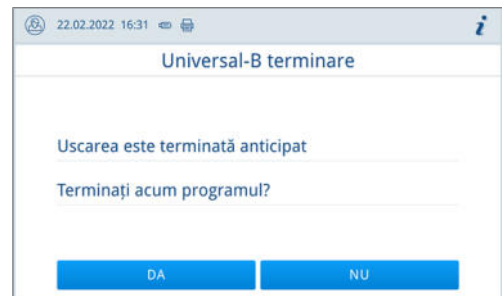 22.02.2022 16:31
Universal-B terminare
Uscarea este terminată anticipat
Terminați acum programul?
DA NU